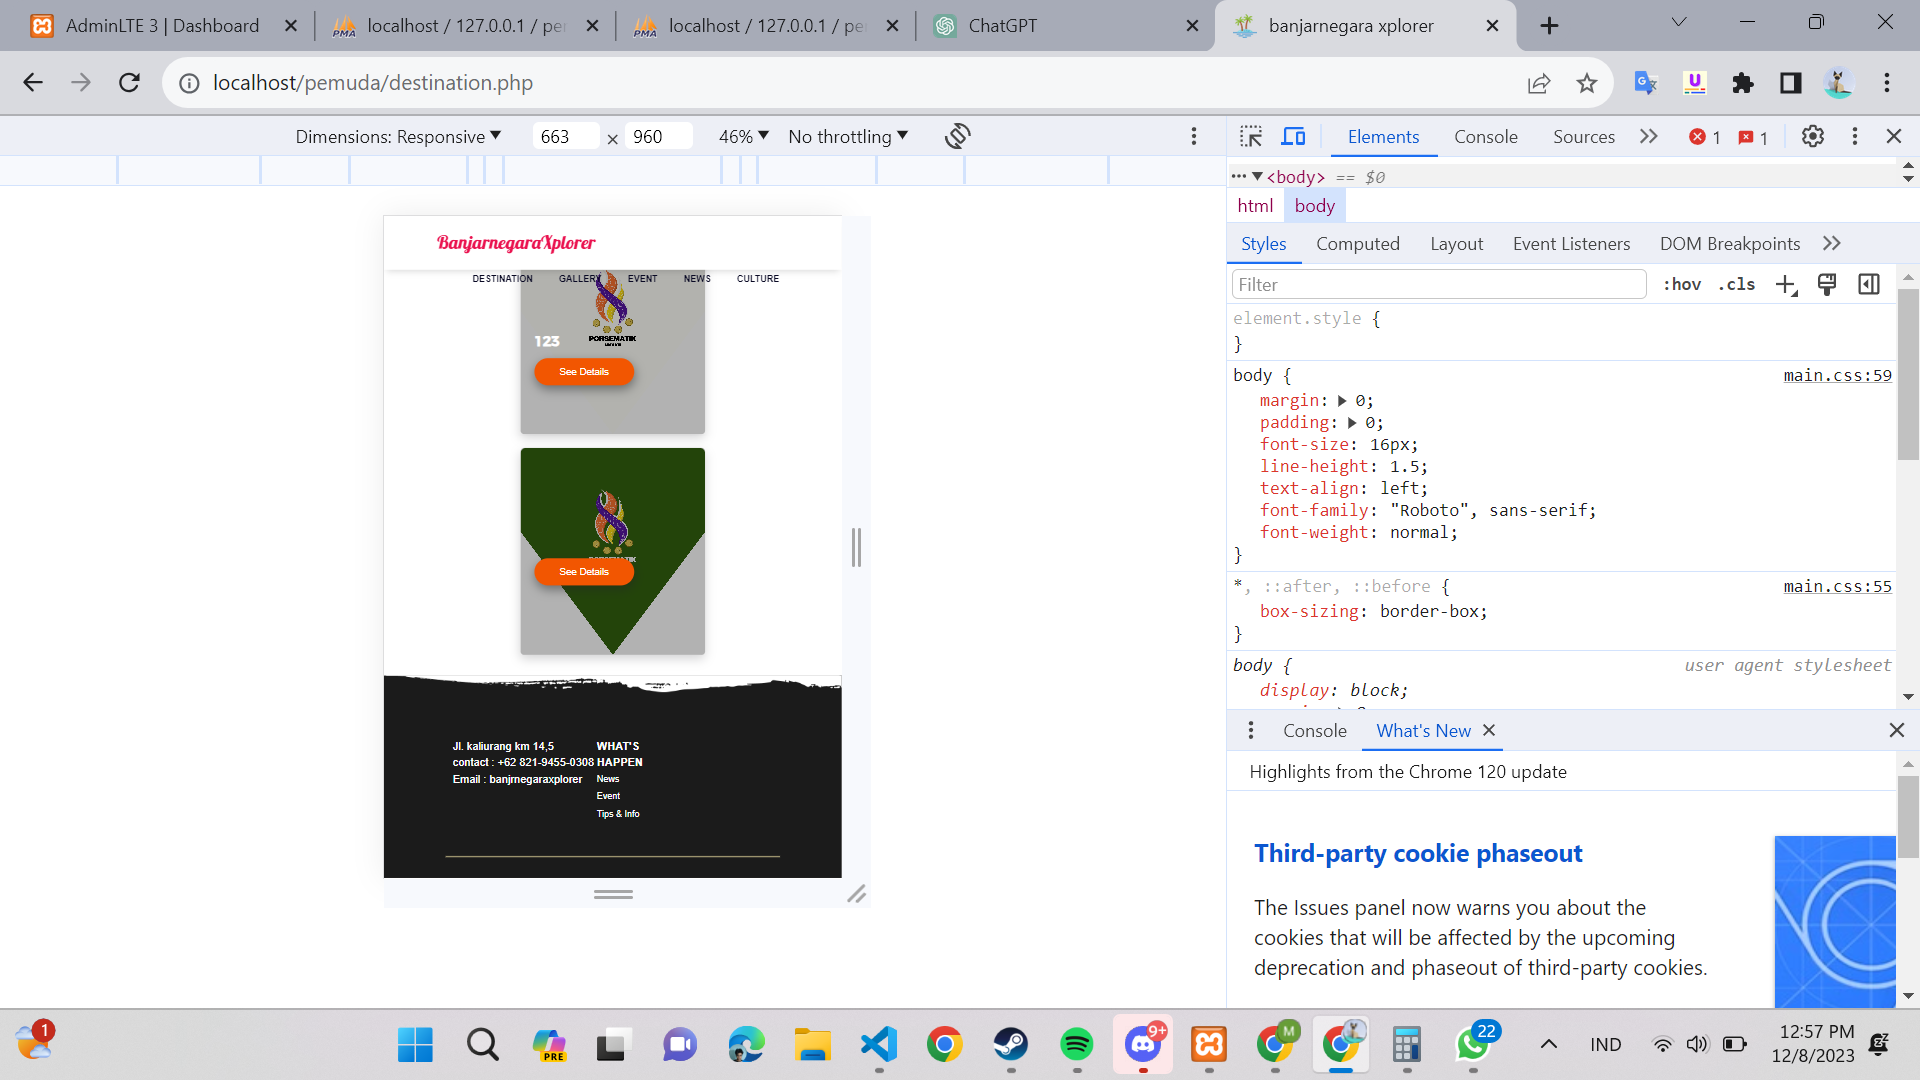 AdminLTE 3 | Dashboard
localhost / 127.0.0.1 / per
localhost / 127.0.0.1 / pe
ChatGPT
banjarnegara xplorer
localhost/pemuda/destination.php
Dimensions: Responsive
663 × 960
46%
No throttling
Elements
Console
Sources
1
1
<body> == $0
html
body
Styles
Computed
Layout
Event Listeners
DOM Breakpoints
Filter
:hov
.cls
element.style {
}
body {
main.css:59
margin: 0;
padding: 0;
font-size: 16px;
line-height: 1.5;
text-align: left;
font-family: "Roboto", sans-serif;
font-weight: normal;
}
*, ::after, ::before {
main.css:55
box-sizing: border-box;
}
body {
user agent stylesheet
display: block;
Console
What's New
Highlights from the Chrome 120 update
Third-party cookie phaseout
The Issues panel now warns you about the
cookies that will be affected by the upcoming
deprecation and phaseout of third-party cookies.
BanjarnegaraXplorer
DESTINATION
GALLERY
EVENT
NEWS
CULTURE
PORSEMATIK
123
See Details
See Details
Jl. kaliurang km 14,5
contact : +62 821-9455-0308
Email : banjrnegaraxplorer
WHAT'S
HAPPEN
News
Event
Tips & Info
1
PRE
9+
M
22
IND
12:57 PM
12/8/2023